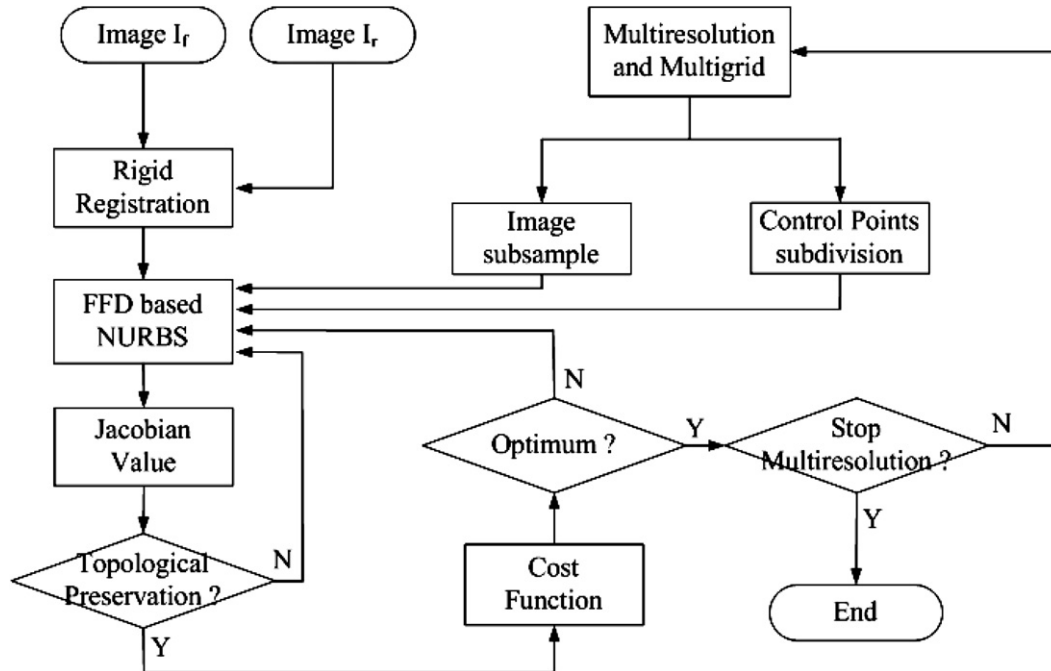 Image I_f
Image I_r
Multiresolution
and Multigrid
Rigid
Registration
Image
subsample
Control Points
subdivision
FFD based
NURBS
N
Jacobian
Value
Optimum ?
Y
Stop
Multiresolution ?
N
Topological
Preservation ?
N
Y
Cost
Function
Y
End